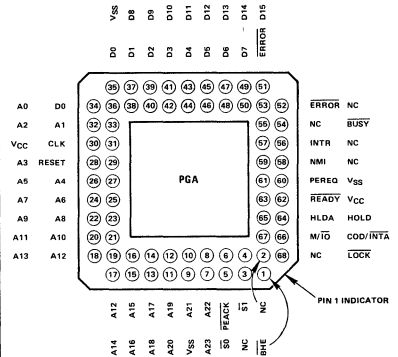 VSS D8 D9 D10 D11 D12 D13 D14 D15
D0 D1 D2 D3 D4 D5 D6 D7 ERROR
35 37 39 41 43 45 47 49 51
A0 D0 34 36 38 40 42 44 46 48 50 53 52 ERROR NC
A2 A1 32 33 55 54 NC BUSY
VCC CLK 30 31 57 56 INTR NC
A3 RESET 28 29 59 58 NMI NC
A5 A4 26 27 PGA 61 60 PEREQ VSS
A7 A6 24 25 63 62 READY VCC
A9 A8 22 23 65 64 HLDA HOLD
A11 A10 20 21 67 66 M/IO COD/INTA
A13 A12 18 19 16 14 12 10 8 6 4 2 68 NC LOCK
17 15 13 11 9 7 5 3 1
PIN 1 INDICATOR
A12 A15 A17 A19 A21 A22 PEACK S1 NC
A14 A16 A18 A20 VSS A23 S0 NC BHE